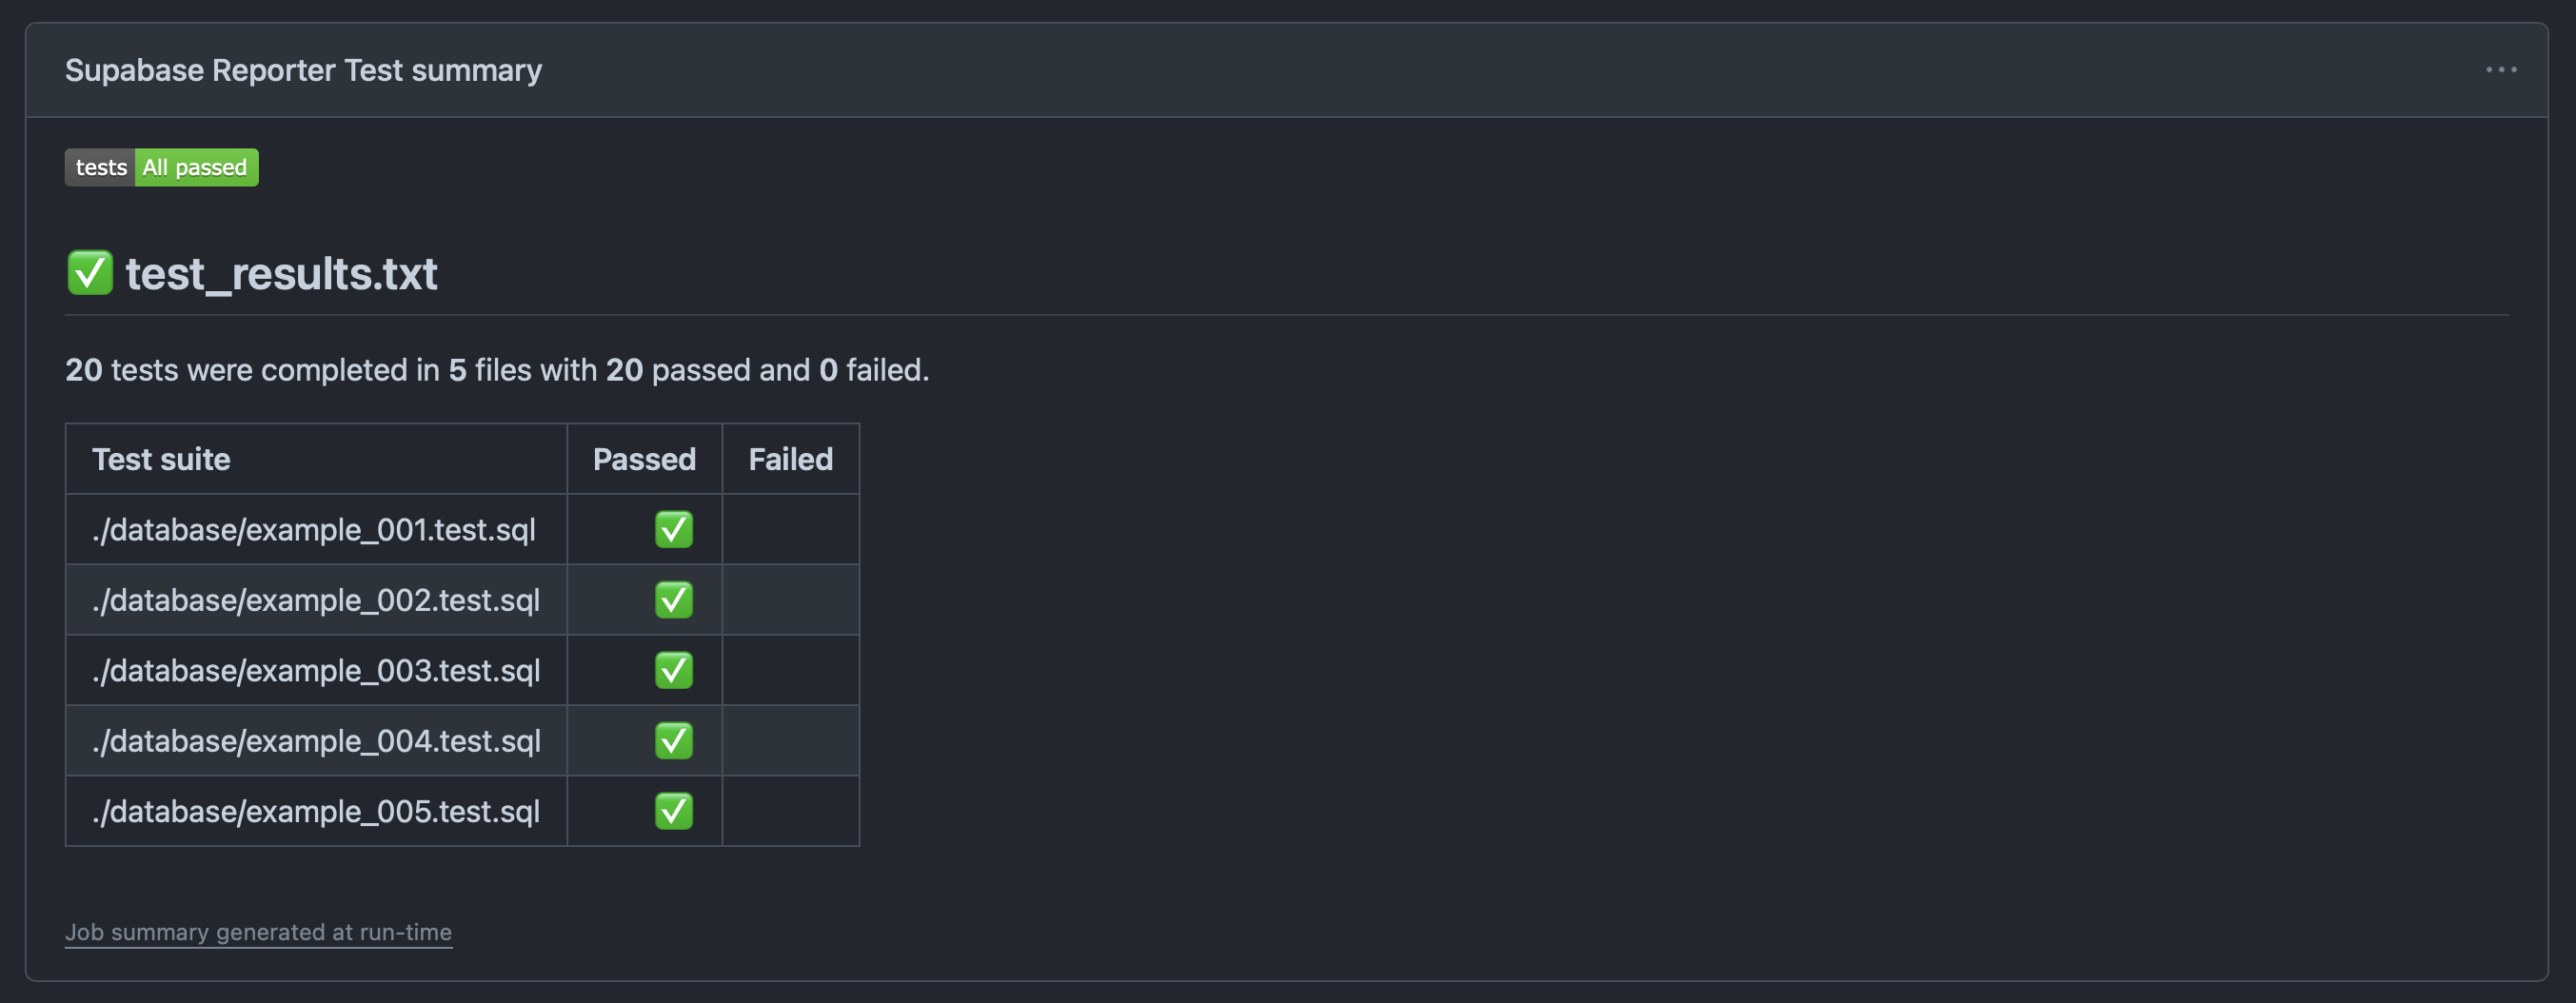 Supabase Reporter Test summary
tests All passed
✅ test_results.txt
20 tests were completed in 5 files with 20 passed and 0 failed.
Test suite Passed Failed
./database/example_001.test.sql ✅
./database/example_002.test.sql ✅
./database/example_003.test.sql ✅
./database/example_004.test.sql ✅
./database/example_005.test.sql ✅
Job summary generated at run-time